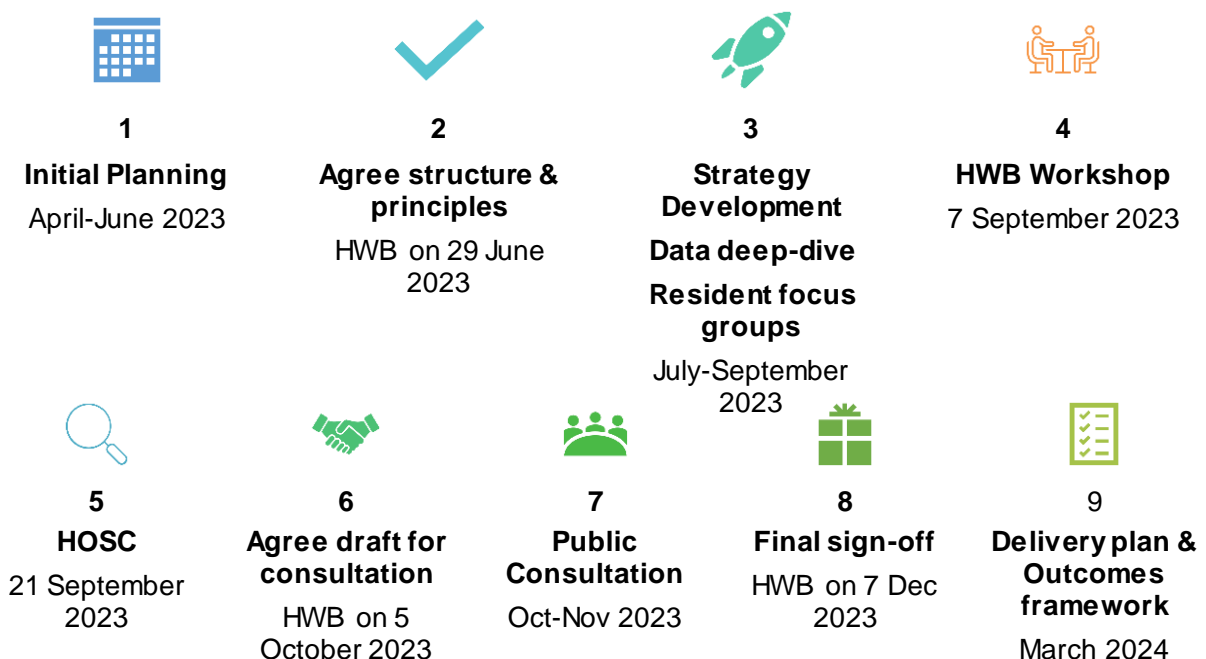 1
Initial Planning
April-June 2023
2
Agree structure &
principles
HWB on 29 June
2023
3
Strategy
Development
Data deep-dive
Resident focus
groups
July-September
2023
4
HWB Workshop
7 September 2023
5
HOSC
21 September
2023
6
Agree draft for
consultation
HWB on 5
October 2023
7
Public
Consultation
Oct-Nov 2023
8
Final sign-off
HWB on 7 Dec
2023
9
Delivery plan &
Outcomes
framework
March 2024